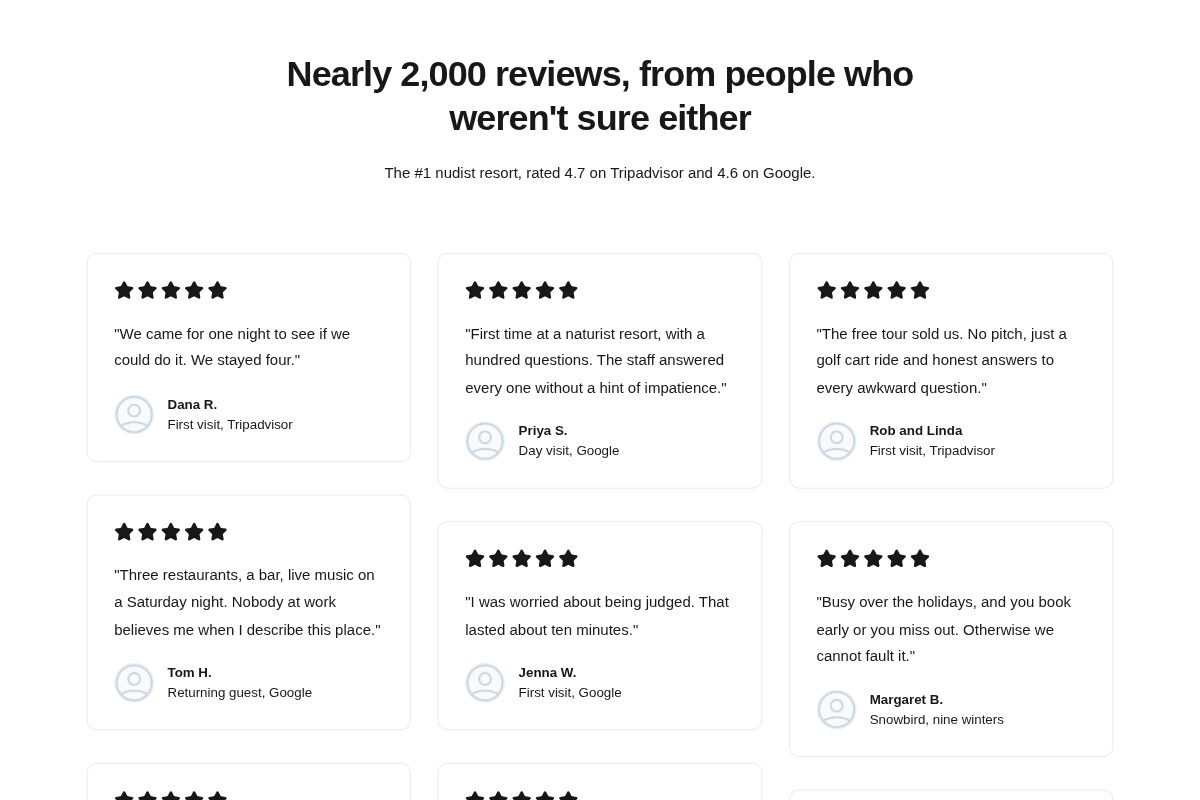 Nearly 2,000 reviews, from people who
weren't sure either
The #1 nudist resort, rated 4.7 on Tripadvisor and 4.6 on Google.
"We came for one night to see if we
could do it. We stayed four."
Dana R.
First visit, Tripadvisor
"First time at a naturist resort, with a
hundred questions. The staff answered
every one without a hint of impatience."
Priya S.
Day visit, Google
"The free tour sold us. No pitch, just a
golf cart ride and honest answers to
every awkward question."
Rob and Linda
First visit, Tripadvisor
"Three restaurants, a bar, live music on
a Saturday night. Nobody at work
believes me when I describe this place."
Tom H.
Returning guest, Google
"I was worried about being judged. That
lasted about ten minutes."
Jenna W.
First visit, Google
"Busy over the holidays, and you book
early or you miss out. Otherwise we
cannot fault it."
Margaret B.
Snowbird, nine winters